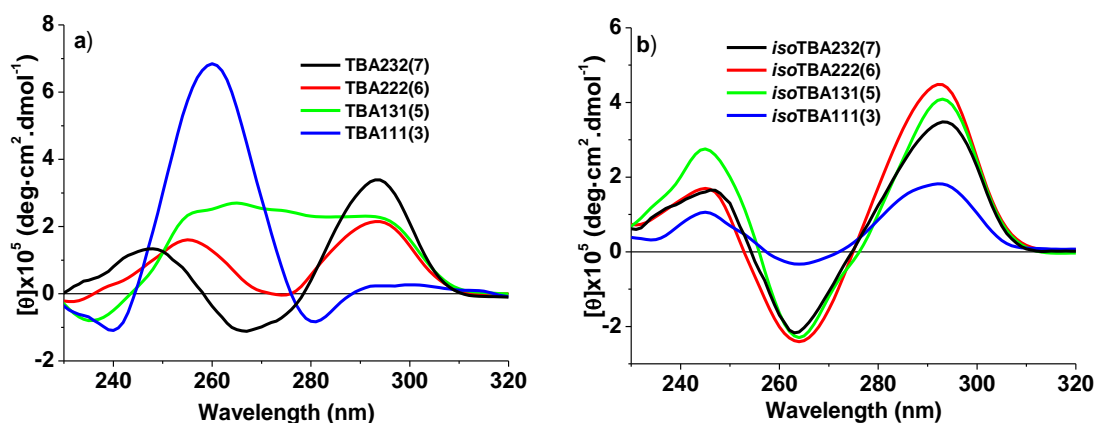 a)
TBA232(7)
TBA222(6)
TBA131(5)
TBA111(3)
[θ]x10⁵ (deg·cm².dmol⁻¹)
8
6
4
2
0
-2
240 260 280 300 320
Wavelength (nm)
b)
isoTBA232(7)
isoTBA222(6)
isoTBA131(5)
isoTBA111(3)
[θ]x10⁵ (deg·cm².dmol⁻¹)
6
4
2
0
-2
240 260 280 300 320
Wavelength (nm)